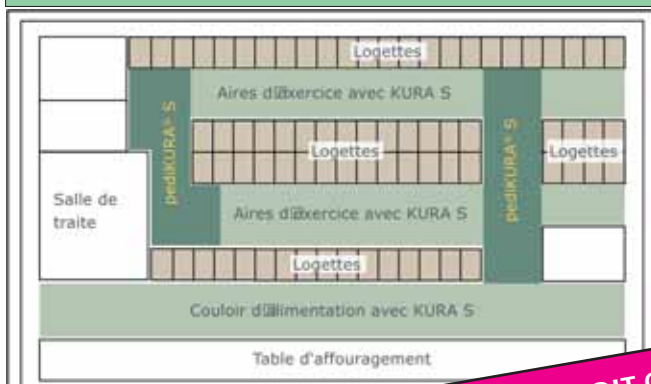 Logettes
Aires d'exercice avec KURA S
pediKURA® S
pediKURA® S
Logettes
Logettes
Salle de
traite
Aires d'exercice avec KURA S
Logettes
Couloir d'alimentation avec KURA S
Table d'affouragement